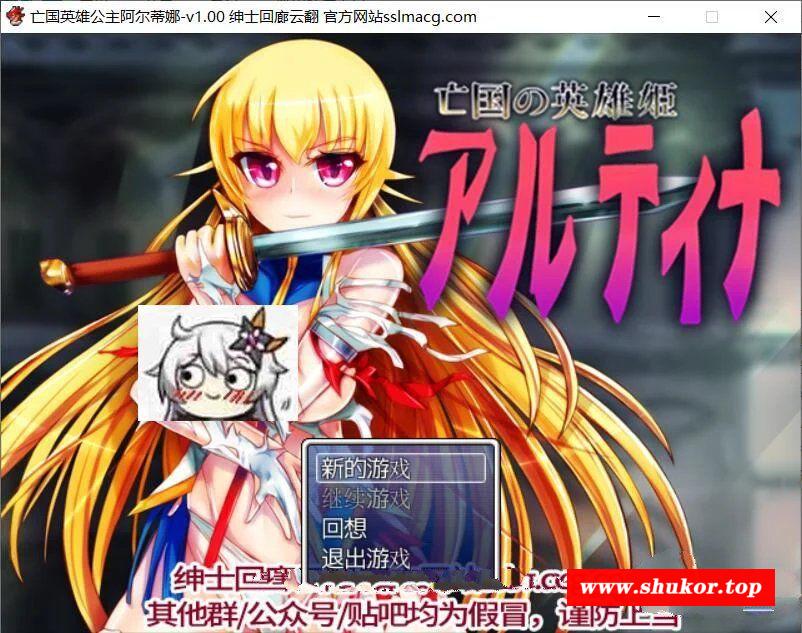 亡国英雄公主阿尔蒂娜-v1.00 绅士回廊云翻 官方网站sslmacg.com
亡国の英雄姫
アルティナ
新的游戏
继续游戏
回想
退出游戏
绅士回廊
www.shukor.top
其他群/公众号/贴吧均为假冒，谨防上当